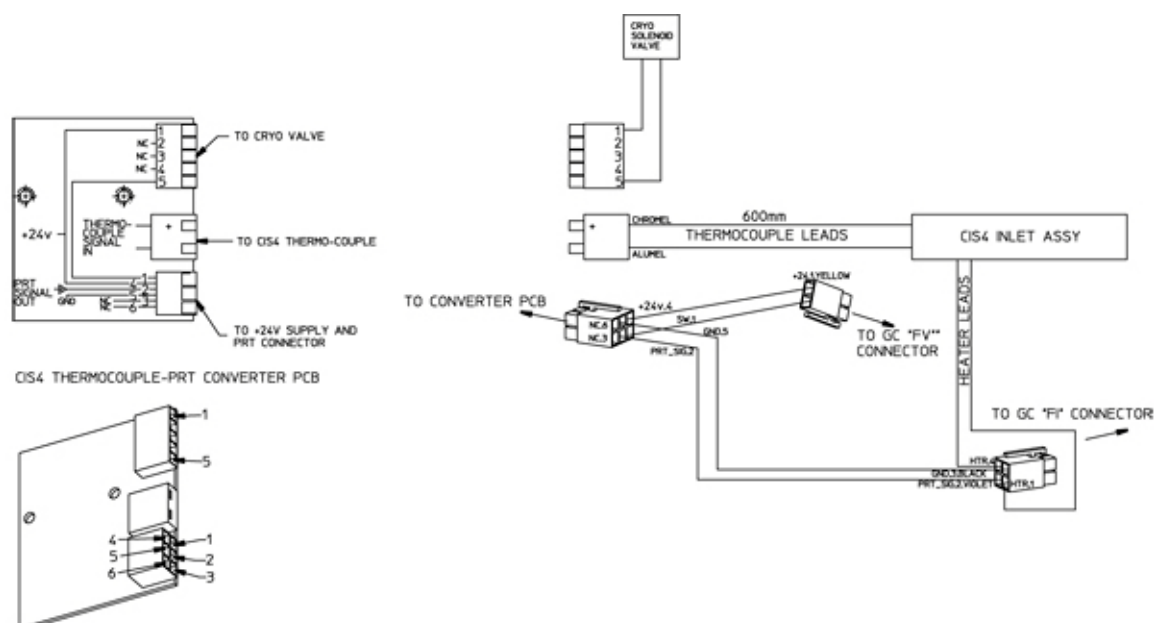 CRYO
SOLENOID
VALVE
1
NC 2
NC 3
NC 4
5
TO CRYO VALVE
+24v
THERMO-
COUPLE
SIGNAL
IN
+
TO CIS4 THERMO-COUPLE
PRT
SIGNAL
OUT
GND
1
2
NC 3
NC 6
TO +24V SUPPLY AND
PRT CONNECTOR
CIS4 THERMOCOUPLE-PRT CONVERTER PCB
1
5
4
5
6
1
2
3
1
2
3
4
5
+
CHROMEL
ALUMEL
600mm
THERMOCOUPLE LEADS
CIS4 INLET ASSY
HEATER LEADS
TO CONVERTER PCB
NC,6
NC,3
+24v,4
SW,1
GND,5
PRT_SIG,2
+24,1,YELLOW
TO GC "FV"
CONNECTOR
TO GC "FI" CONNECTOR
HTR,4
GND,3,BLACK
PRT_SIG,2,VIOLET
HTR,1